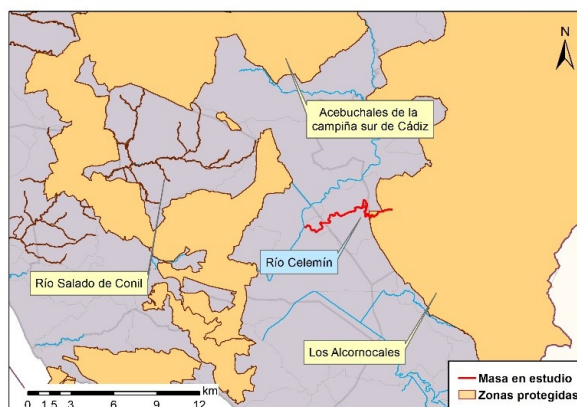 N
Acebuchales de la
campiña sur de Cádiz
Río Celemín
Río Salado de Conil
Los Alcornocales
km
0 1,5 3 6 9 12
Masa en estudio
Zonas protegidas